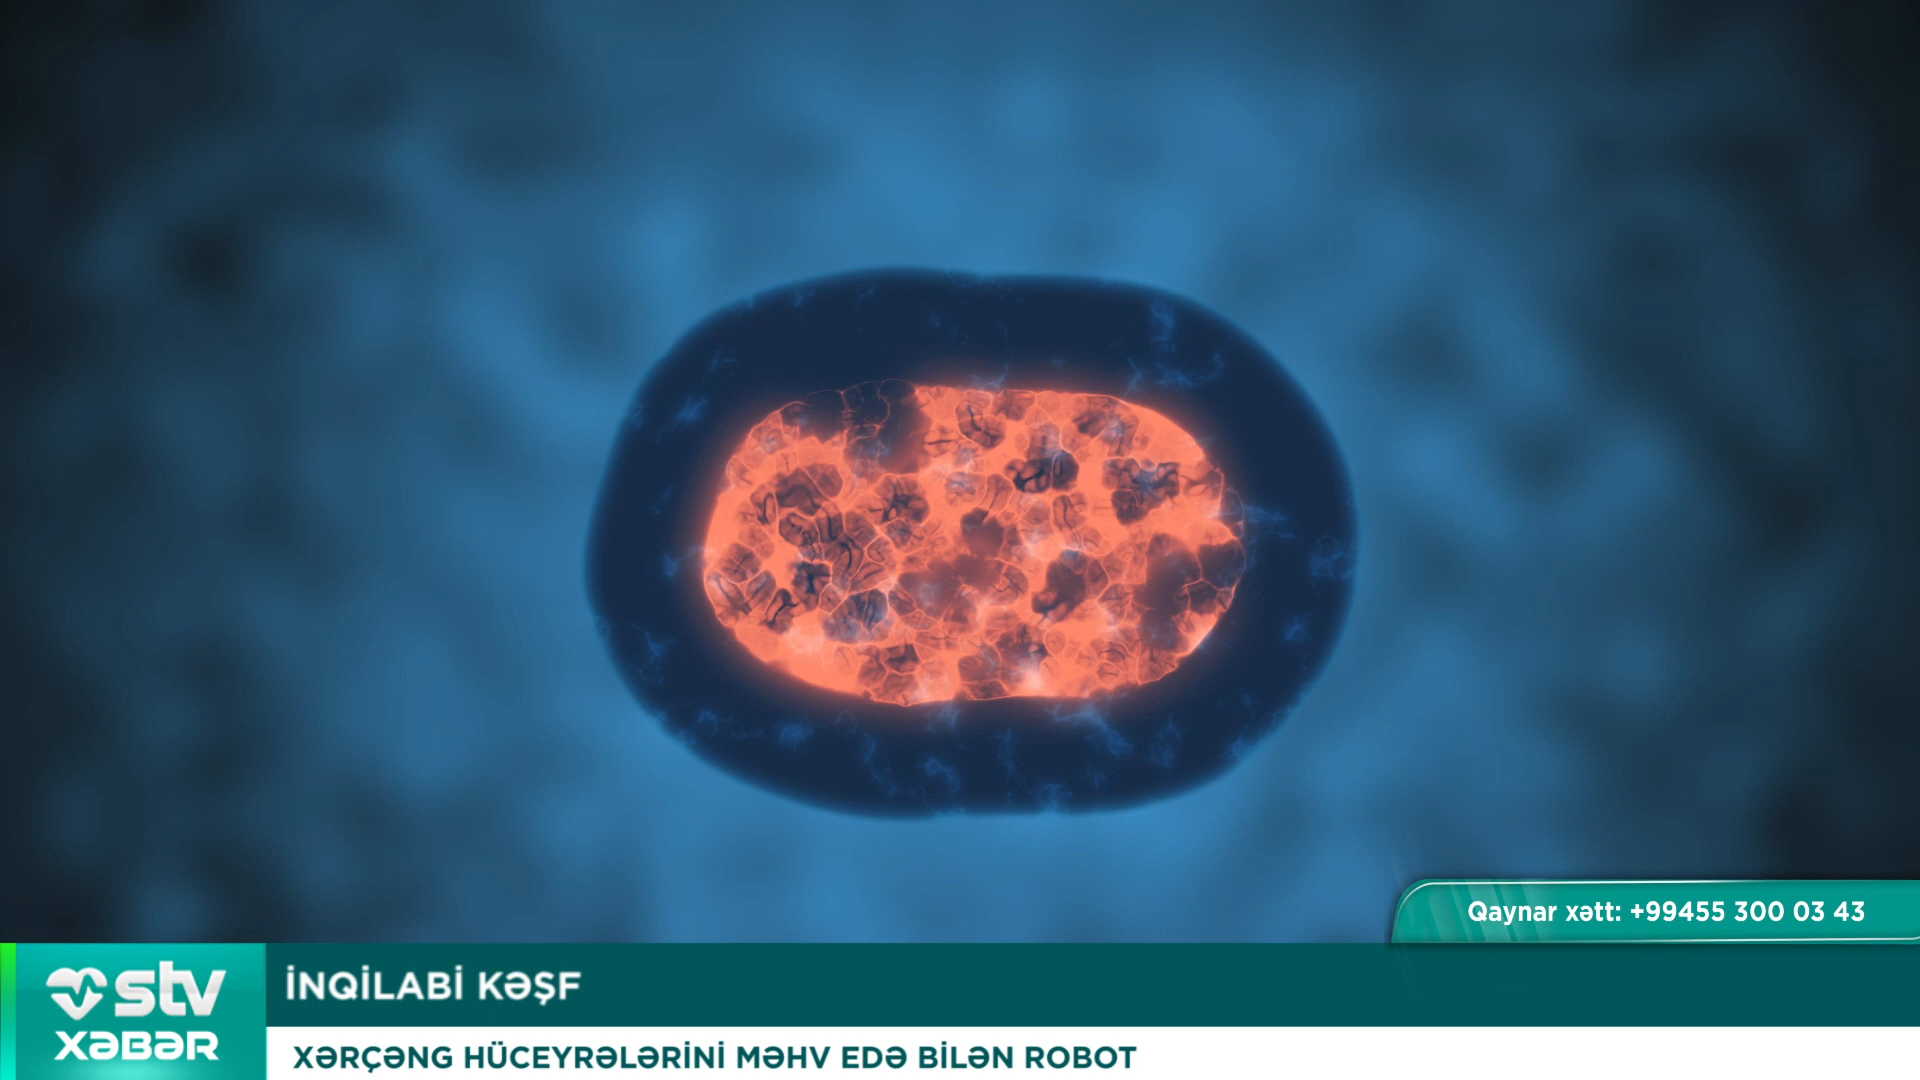 Qaynar xətt: +99455 300 03 43
stv
XƏBƏR
İNQİLABİ KƏŞF
XƏRÇƏNG HÜCEYRƏLƏRİNİ MƏHV EDƏ BİLƏN ROBOT